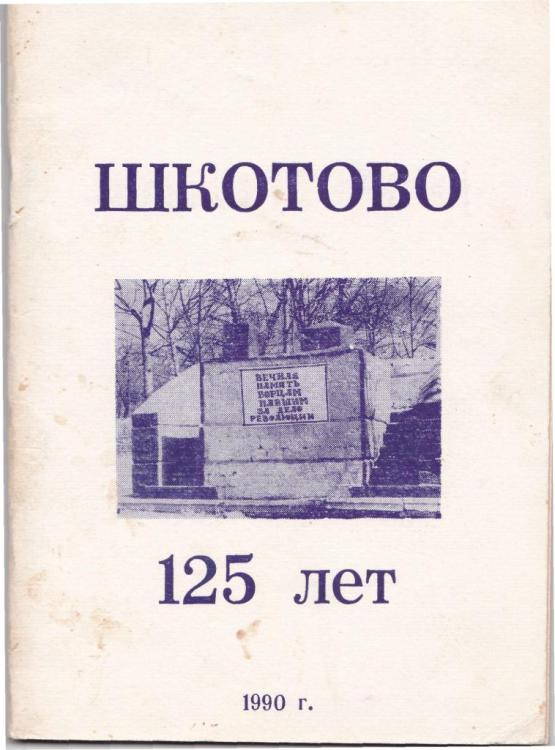 ШКОТОВО
ВЕЧНАЯ
ПАМЯТЬ
БОРЦАМ
ПАВШИМ
ЗА ДЕЛО
РЕВОЛЮЦИИ
125 лет
1990 г.